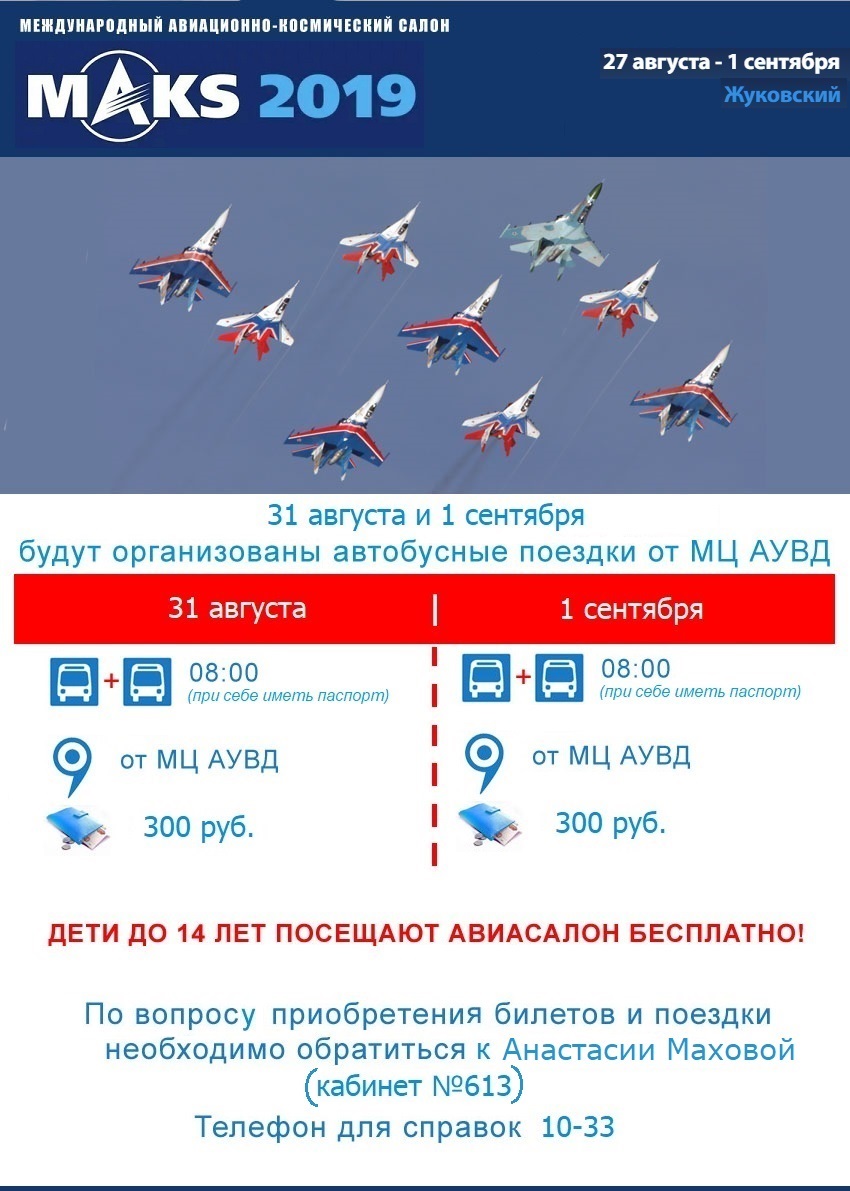 МЕЖДУНАРОДНЫЙ АВИАЦИОННО-КОСМИЧЕСКИЙ САЛОН
MAKS 2019
27 августа - 1 сентября
Жуковский
31 августа и 1 сентября
будут организованы автобусные поездки от МЦ АУВД
31 августа | 1 сентября
+ 08:00
(при себе иметь паспорт)
от МЦ АУВД
300 руб.
+ 08:00
(при себе иметь паспорт)
от МЦ АУВД
300 руб.
ДЕТИ ДО 14 ЛЕТ ПОСЕЩАЮТ АВИАСАЛОН БЕСПЛАТНО!
По вопросу приобретения билетов и поездки
необходимо обратиться к Анастасии Маховой
(кабинет №613)
Телефон для справок 10-33